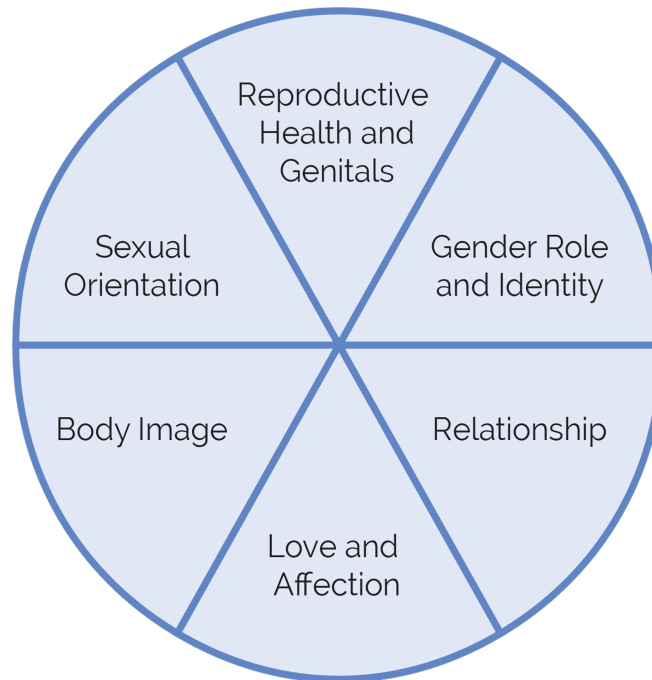 Reproductive
Health and
Genitals
Sexual
Orientation
Gender Role
and Identity
Body Image
Relationship
Love and
Affection